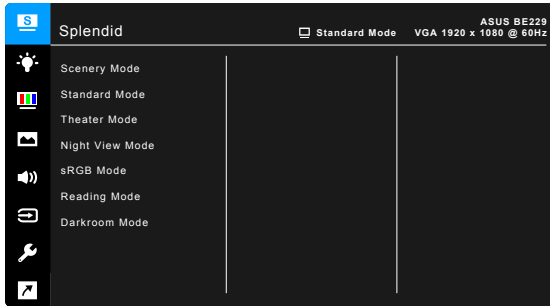 S
Splendid
Standard Mode
ASUS BE229
VGA 1920 x 1080 @ 60Hz
Scenery Mode
Standard Mode
Theater Mode
Night View Mode
sRGB Mode
Reading Mode
Darkroom Mode